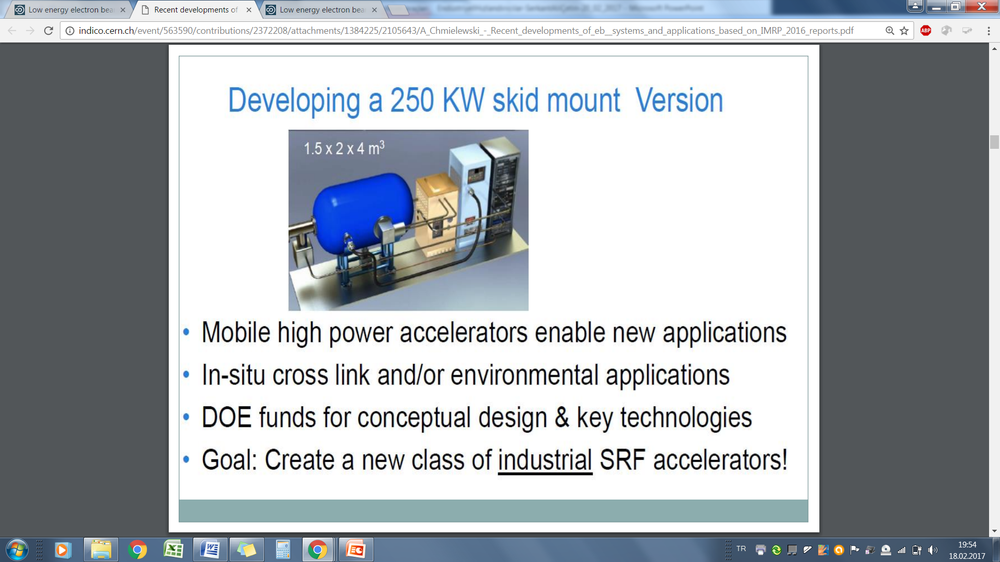 Low energy electron bea
Recent developments of
Low energy electron bea
indico.cern.ch/event/563590/contributions/2372208/attachments/1384225/2105643/A_Chmielewski_-_Recent_developments_of_eb__systems_and_applications_based_on_IMRP_2016_reports.pdf
ABP
Developing a 250 KW skid mount Version
1.5 x 2 x 4 m³
• Mobile high power accelerators enable new applications
• In-situ cross link and/or environmental applications
• DOE funds for conceptual design & key technologies
• Goal: Create a new class of industrial SRF accelerators!
TR
19:54
18.02.2017